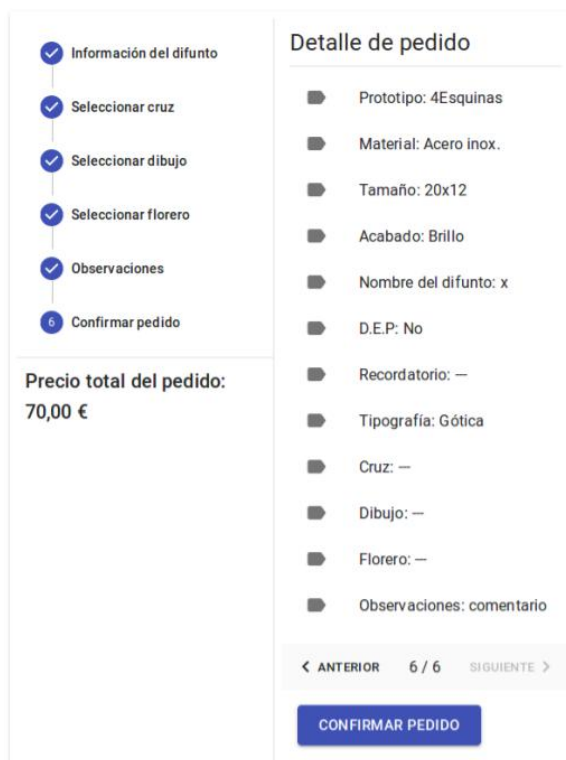 Información del difunto
Seleccionar cruz
Seleccionar dibujo
Seleccionar florero
Observaciones
6 Confirmar pedido
Precio total del pedido:
70,00 €
Detalle de pedido
Prototipo: 4Esquinas
Material: Acero inox.
Tamaño: 20x12
Acabado: Brillo
Nombre del difunto: x
D.E.P: No
Recordatorio: —
Tipografía: Gótica
Cruz: —
Dibujo: —
Florero: —
Observaciones: comentario
ANTERIOR 6 / 6 SIGUIENTE
CONFIRMAR PEDIDO